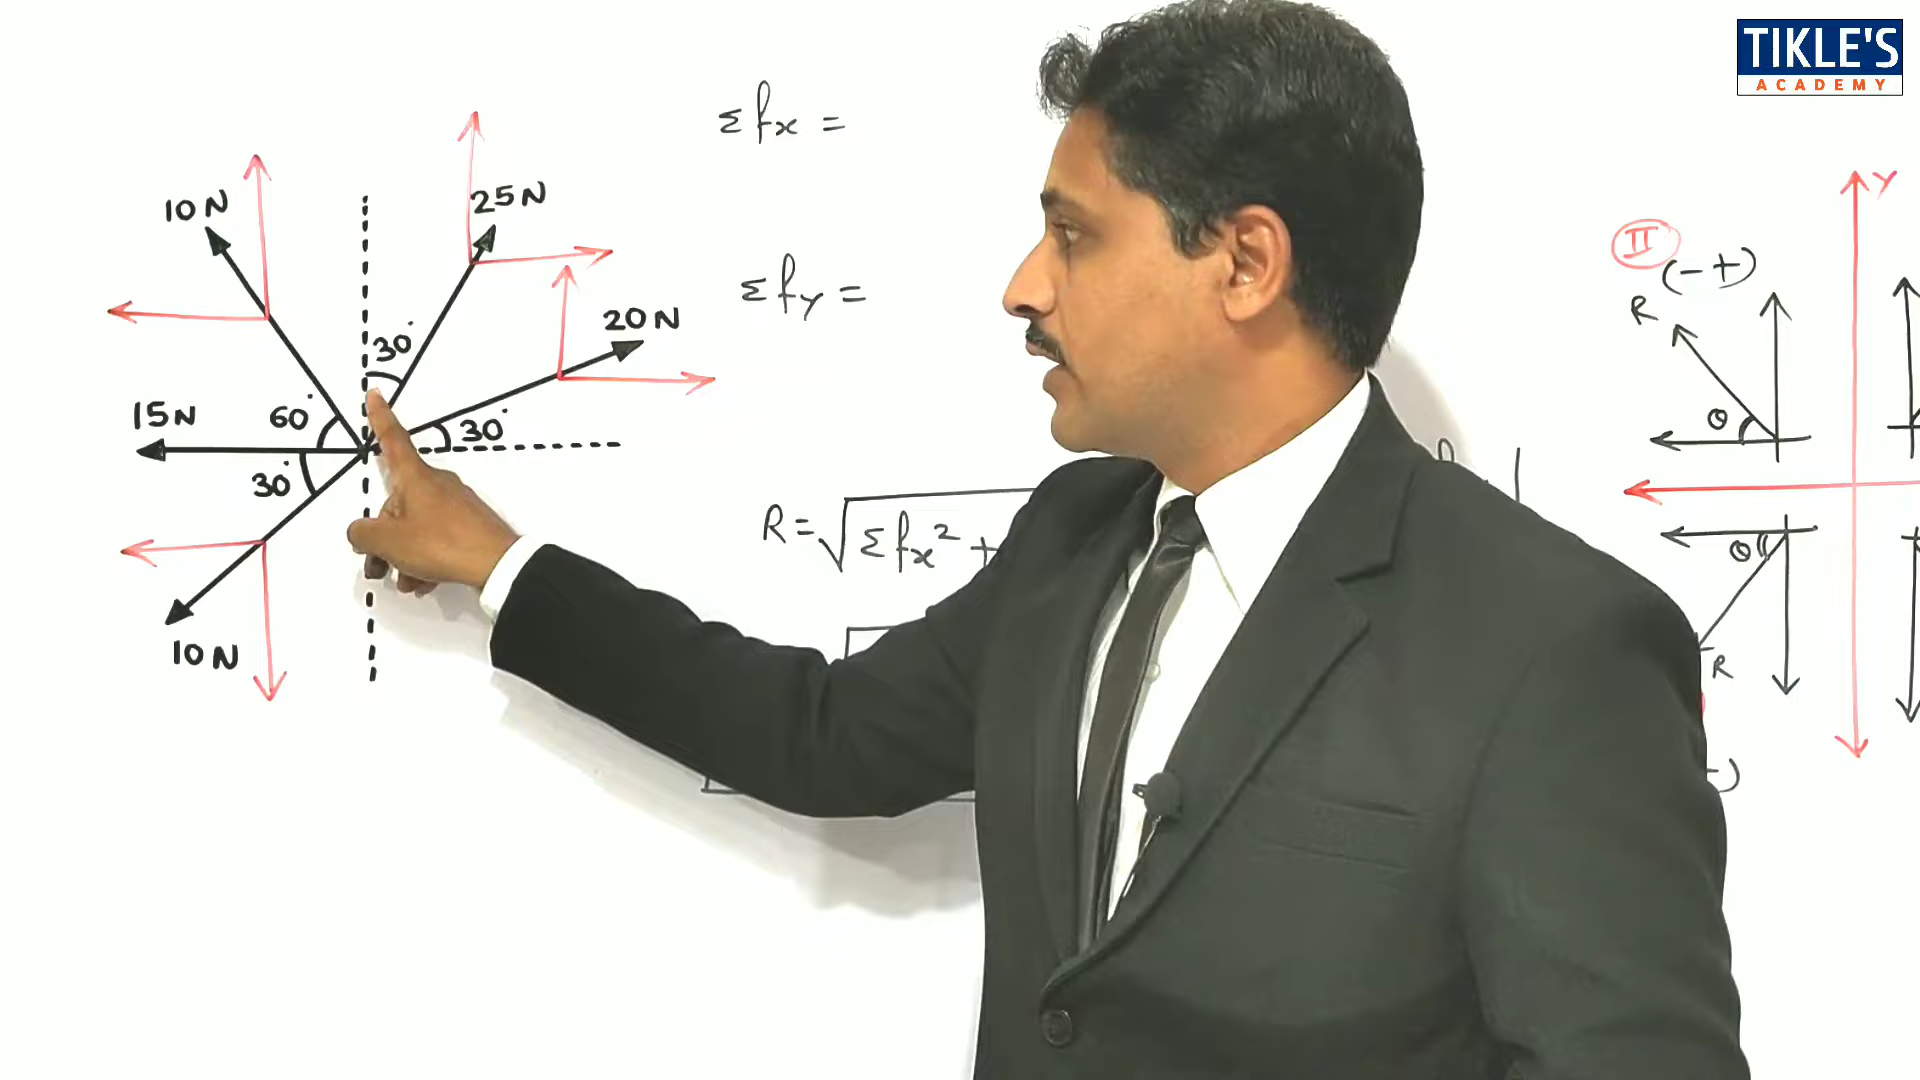 TIKLE'S
ACADEMY
10 N
25 N
20 N
15 N
10 N
60°
30°
30°
30°
Σfx =
Σfy =
R = √Σfx² +
Y
II
(- +)
R
θ
θ
R